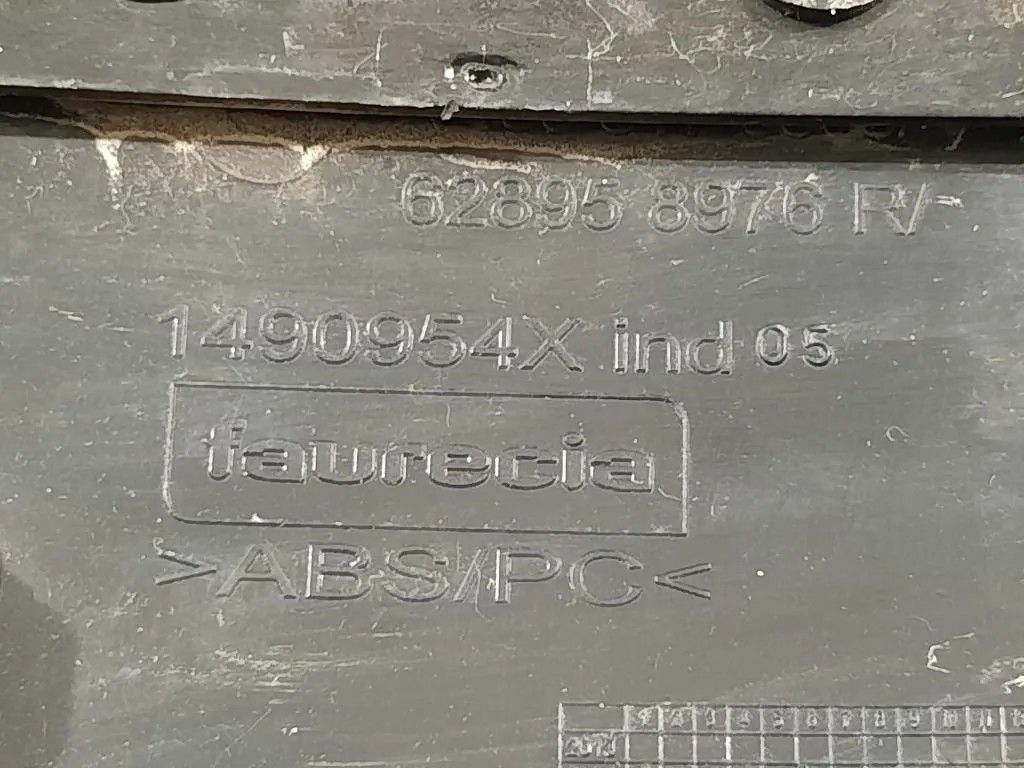 62895 8976 R/-
1490954X ind 05
faurecia
>ABS/PC<